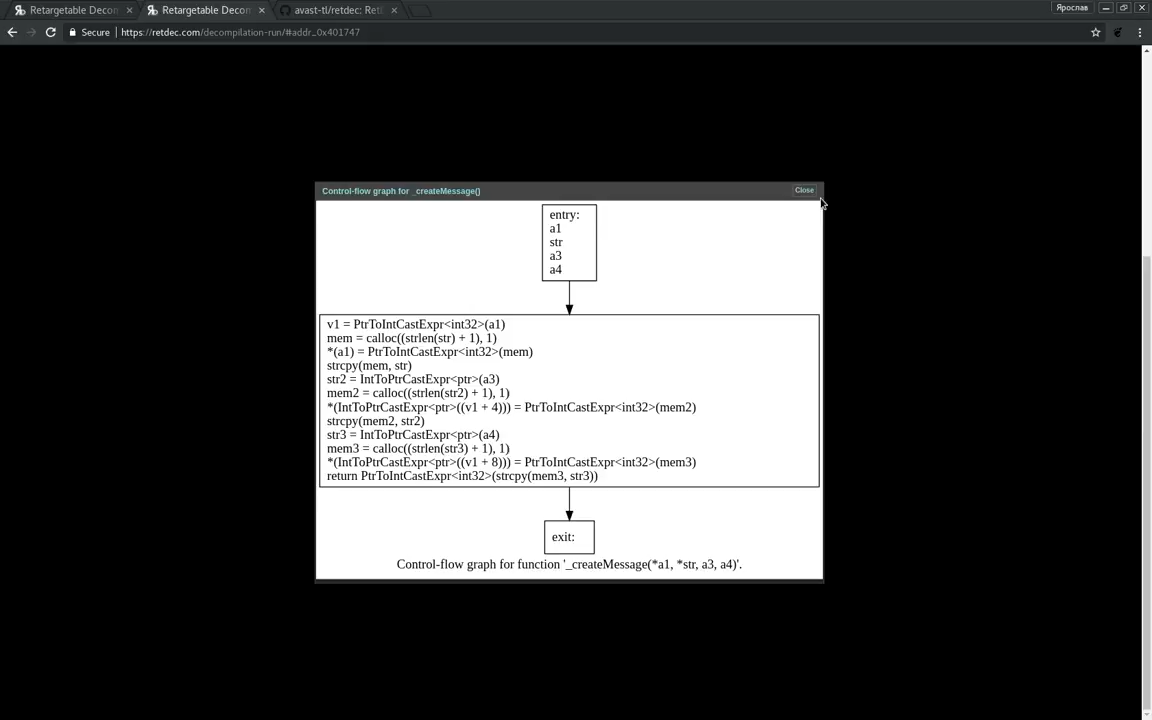 Retargetable Decom
Retargetable Decom
avast-tl/retdec: Ret
Ярослав
Secure
https://retdec.com/decompilation-run/#addr_0x401747
Control-flow graph for _createMessage()
Close
entry:
a1
str
a3
a4
v1 = PtrToIntCastExpr<int32>(a1)
mem = calloc((strlen(str) + 1), 1)
*(a1) = PtrToIntCastExpr<int32>(mem)
strcpy(mem, str)
str2 = IntToPtrCastExpr<ptr>(a3)
mem2 = calloc((strlen(str2) + 1), 1)
*(IntToPtrCastExpr<ptr>((v1 + 4))) = PtrToIntCastExpr<int32>(mem2)
strcpy(mem2, str2)
str3 = IntToPtrCastExpr<ptr>(a4)
mem3 = calloc((strlen(str3) + 1), 1)
*(IntToPtrCastExpr<ptr>((v1 + 8))) = PtrToIntCastExpr<int32>(mem3)
return PtrToIntCastExpr<int32>(strcpy(mem3, str3))
exit:
Control-flow graph for function '_createMessage(*a1, *str, a3, a4)'.